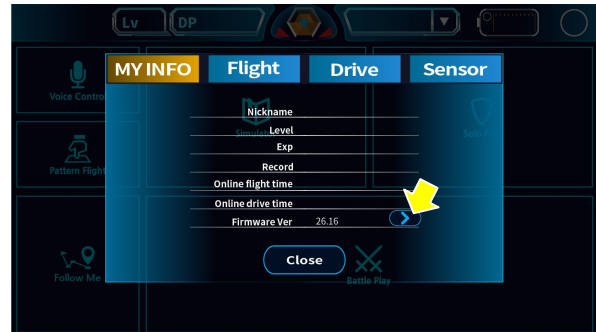 Lv DP
MY INFO Flight Drive Sensor
Voice Control
Nickname
Simulator
Level
Exp
Pattern Flight
Record
Online flight time
Online drive time
Firmware Ver 26.16
Close
Follow Me
Battle Play